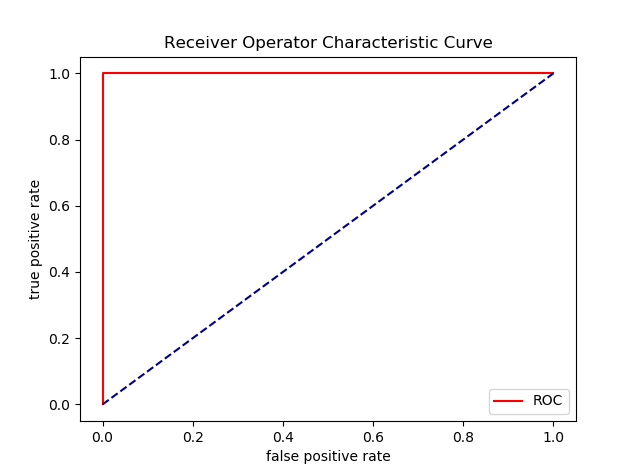 Receiver Operator Characteristic Curve
1.0
0.8
0.6
0.4
0.2
0.0
true positive rate
ROC
0.0 0.2 0.4 0.6 0.8 1.0
false positive rate